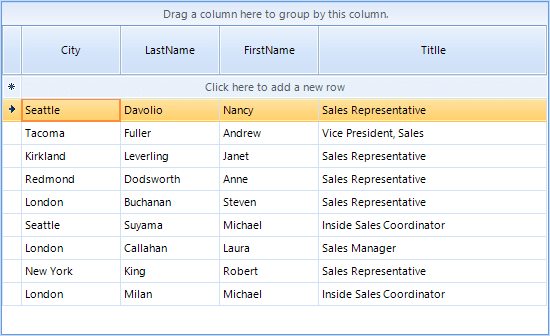 Drag a column here to group by this column.
City LastName FirstName Titlle
Click here to add a new row
Seattle Davolio Nancy Sales Representative
Tacoma Fuller Andrew Vice President, Sales
Kirkland Leverling Janet Sales Representative
Redmond Dodsworth Anne Sales Representative
London Buchanan Steven Sales Representative
Seattle Suyama Michael Inside Sales Coordinator
London Callahan Laura Sales Manager
New York King Robert Sales Representative
London Milan Michael Inside Sales Coordinator